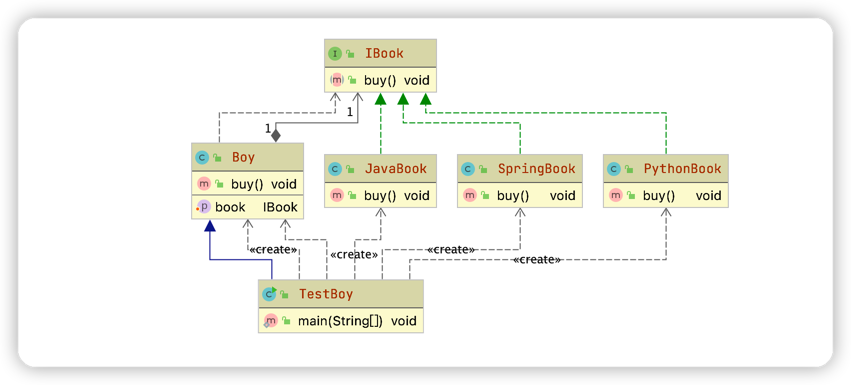 I IBook
m buy() void
1
1
C Boy
m buy() void
p book IBook
C JavaBook
m buy() void
C SpringBook
m buy() void
C PythonBook
m buy() void
«create»
«create»
«create»
«create»
C TestBoy
m main(String[]) void